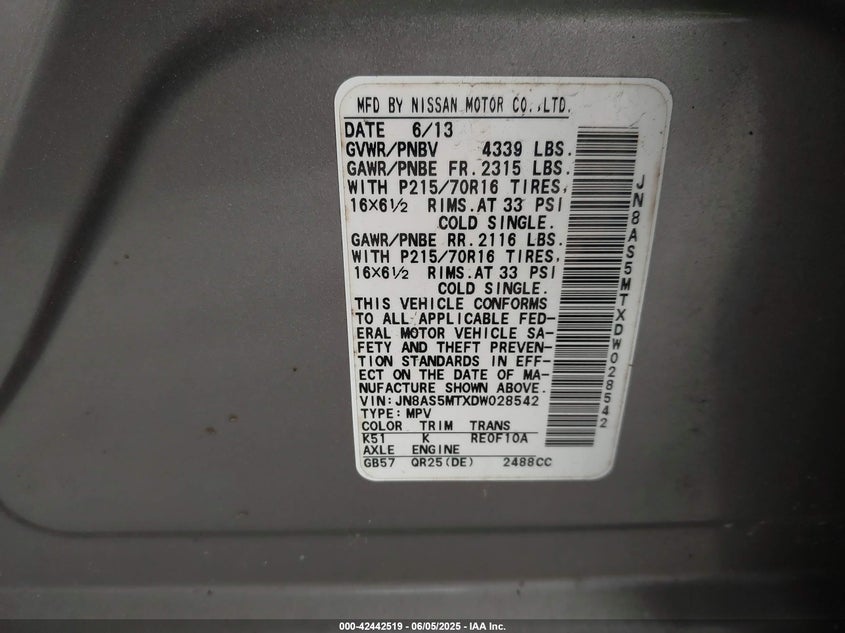 MFD BY NISSAN MOTOR CO.,LTD.
DATE 6/13
GVWR/PNBV 4339 LBS.
GAWR/PNBE FR. 2315 LBS.
WITH P215/70R16 TIRES,
16×6½ RIMS. AT 33 PSI
COLD SINGLE.
GAWR/PNBE RR. 2116 LBS.
WITH P215/70R16 TIRES,
16×6½ RIMS. AT 33 PSI
COLD SINGLE.
THIS VEHICLE CONFORMS
TO ALL APPLICABLE FED-
ERAL MOTOR VEHICLE SA-
FETY AND THEFT PREVEN-
TION STANDARDS IN EFF-
ECT ON THE DATE OF MA-
NUFACTURE SHOWN ABOVE.
VIN: JN8AS5MTXDW028542
TYPE: MPV
COLOR TRIM TRANS
K51 K RE0F10A
AXLE ENGINE
GB57 QR25(DE) 2488CC
JN8AS5MTXDW028542
000-42442519 - 06/05/2025 - IAA Inc.